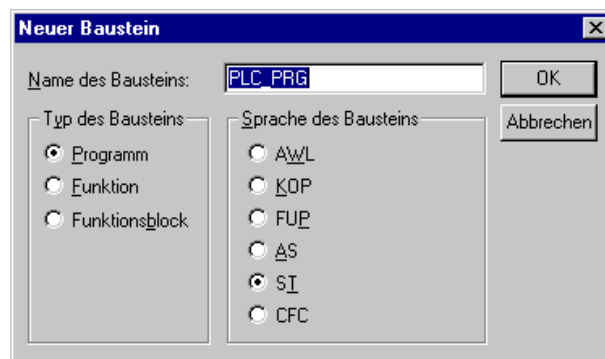 Neuer Baustein
Name des Bausteins: PLC_PRG OK
Abbrechen
Typ des Bausteins
Programm
Funktion
Funktionsblock
Sprache des Bausteins
AWL
KOP
FUP
AS
ST
CFC